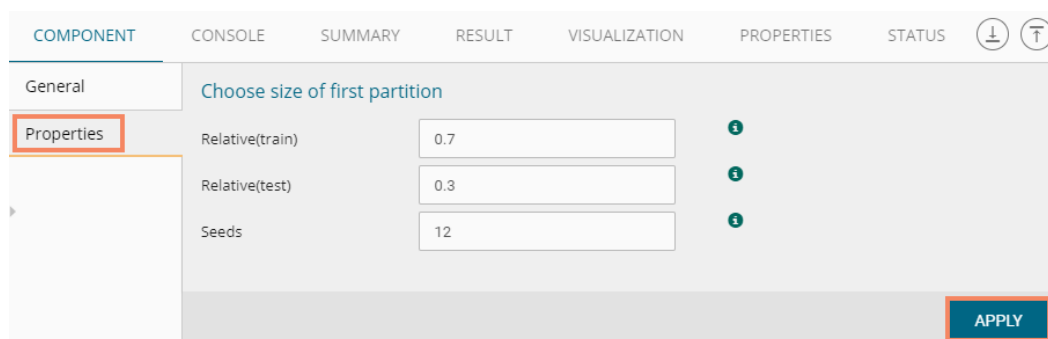 COMPONENT CONSOLE SUMMARY RESULT VISUALIZATION PROPERTIES STATUS
General
Choose size of first partition
Properties
Relative(train) 0.7
Relative(test) 0.3
Seeds 12
APPLY